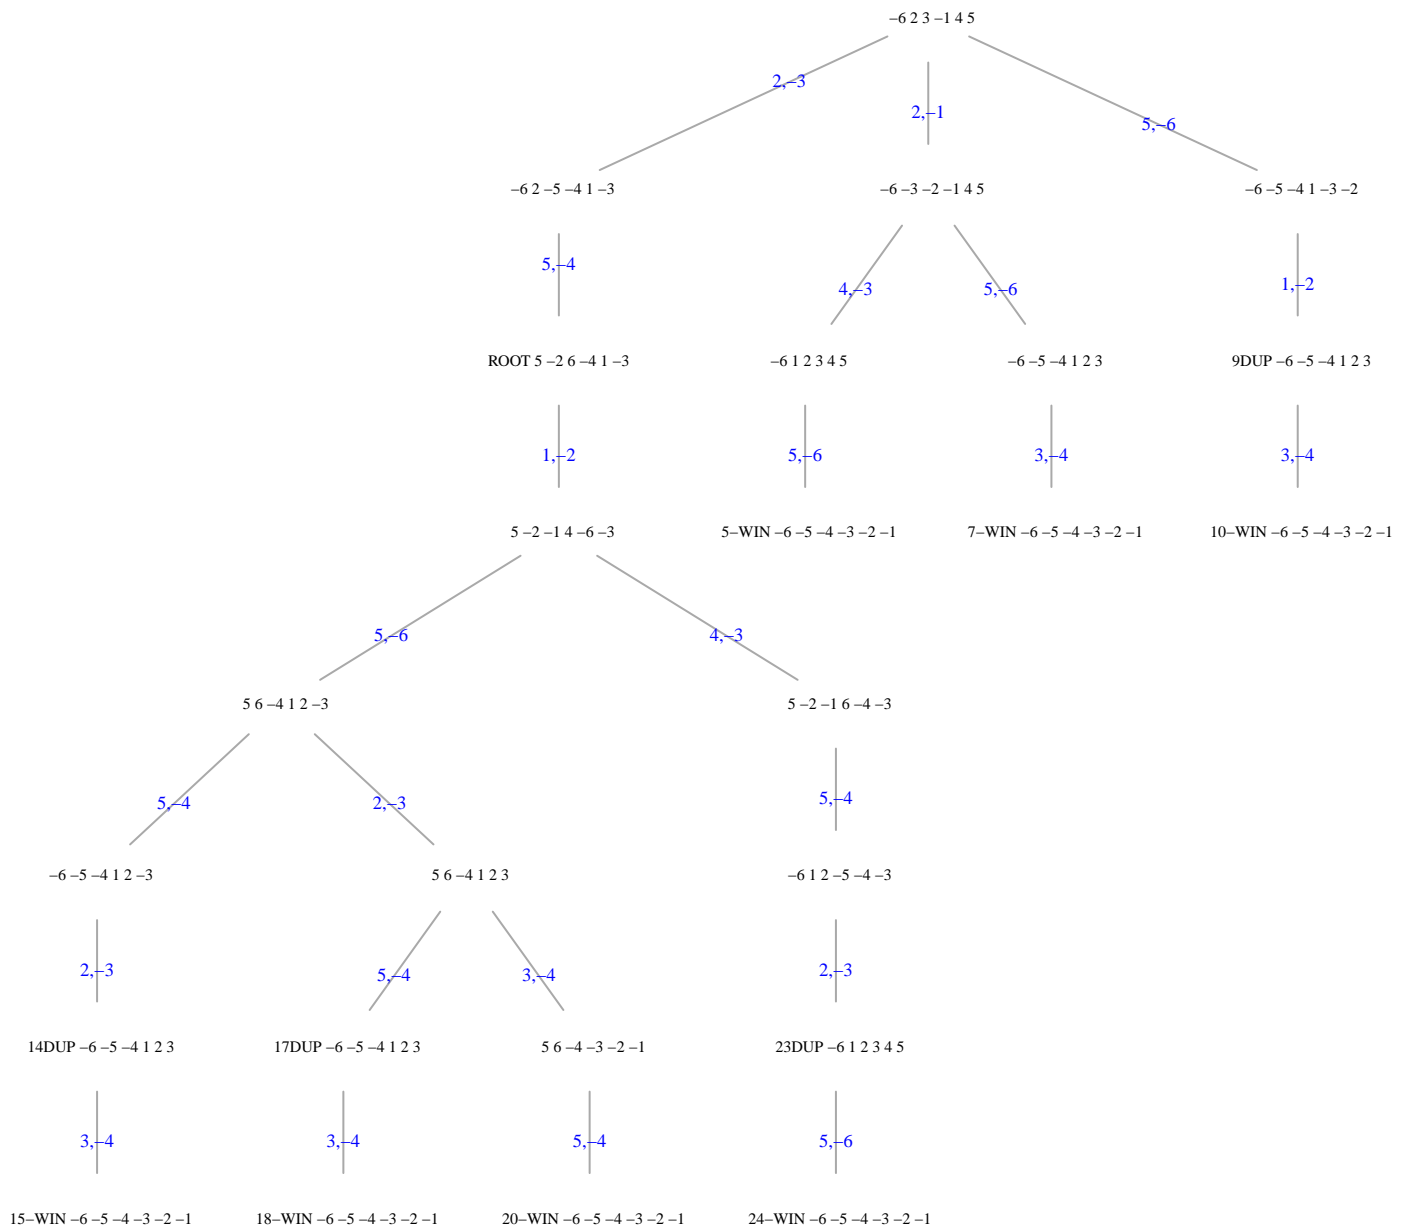 −6 2 3 −1 4 5
2,−3
2,−1
5,−6
−6 2 −5 −4 1 −3
−6 −3 −2 −1 4 5
−6 −5 −4 1 −3 −2
5,−4
4,−3
5,−6
1,−2
ROOT 5 −2 6 −4 1 −3
−6 1 2 3 4 5
−6 −5 −4 1 2 3
9DUP −6 −5 −4 1 2 3
1,−2
5,−6
3,−4
3,−4
5 −2 −1 4 −6 −3
5−WIN −6 −5 −4 −3 −2 −1
7−WIN −6 −5 −4 −3 −2 −1
10−WIN −6 −5 −4 −3 −2 −1
5,−6
4,−3
5 6 −4 1 2 −3
5 −2 −1 6 −4 −3
5,−4
2,−3
5,−4
−6 −5 −4 1 2 −3
5 6 −4 1 2 3
−6 1 2 −5 −4 −3
2,−3
5,−4
3,−4
2,−3
14DUP −6 −5 −4 1 2 3
17DUP −6 −5 −4 1 2 3
5 6 −4 −3 −2 −1
23DUP −6 1 2 3 4 5
3,−4
3,−4
5,−4
5,−6
15−WIN −6 −5 −4 −3 −2 −1
18−WIN −6 −5 −4 −3 −2 −1
20−WIN −6 −5 −4 −3 −2 −1
24−WIN −6 −5 −4 −3 −2 −1